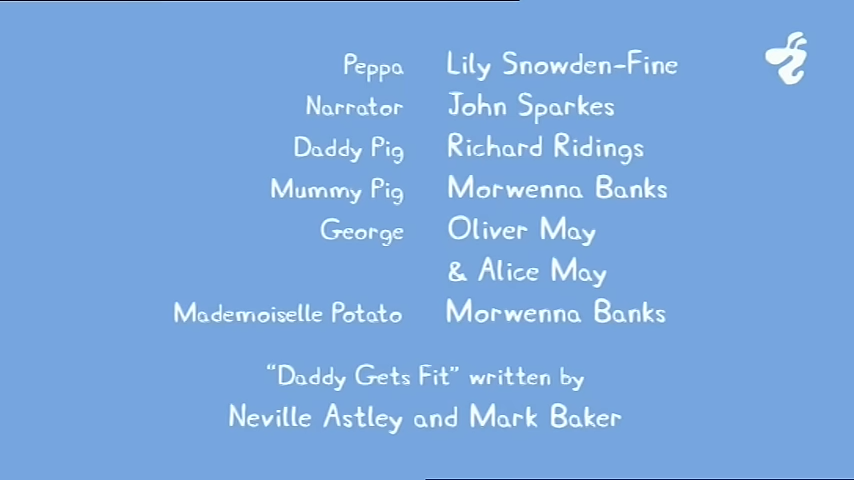 Peppa Lily Snowden-Fine
Narrator John Sparkes
Daddy Pig Richard Ridings
Mummy Pig Morwenna Banks
George Oliver May
& Alice May
Mademoiselle Potato Morwenna Banks
“Daddy Gets Fit” written by
Neville Astley and Mark Baker